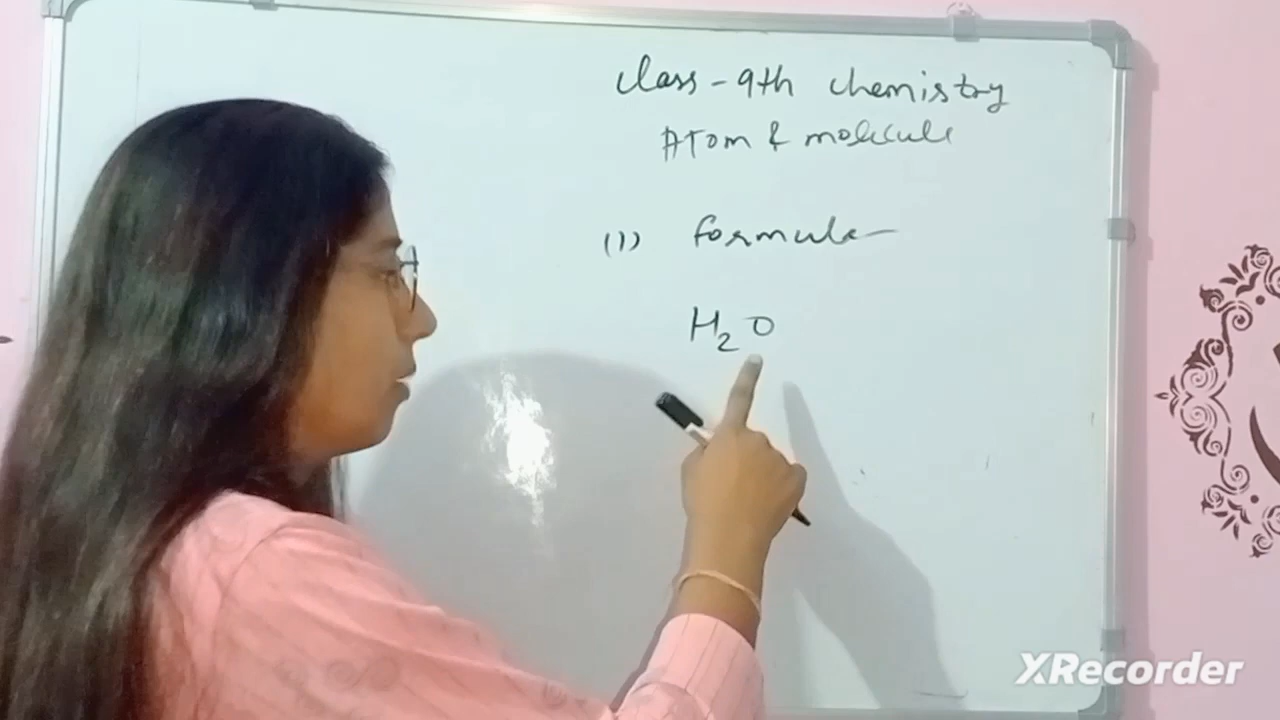 Class - 9th Chemistry
Atom & molecule
(1) formula
H₂O
XRecorder